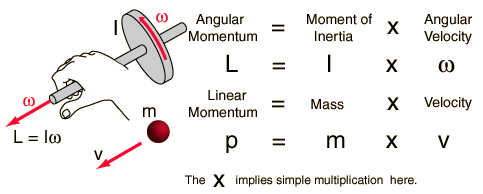 I
ω
ω
L = Iω
m
v
Angular Momentum = Moment of Inertia x Angular Velocity
L = I x ω
Linear Momentum = Mass x Velocity
p = m x v
The X implies simple multiplication here.